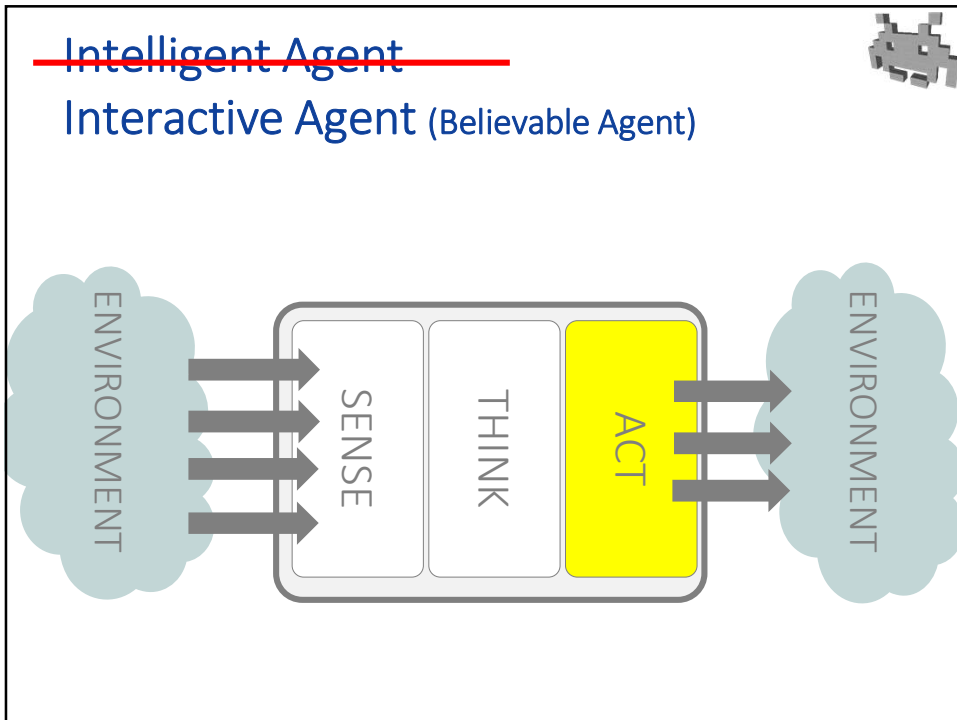 Intelligent Agent
Interactive Agent (Believable Agent)
ENVIRONMENT
SENSE
THINK
ACT
ENVIRONMENT